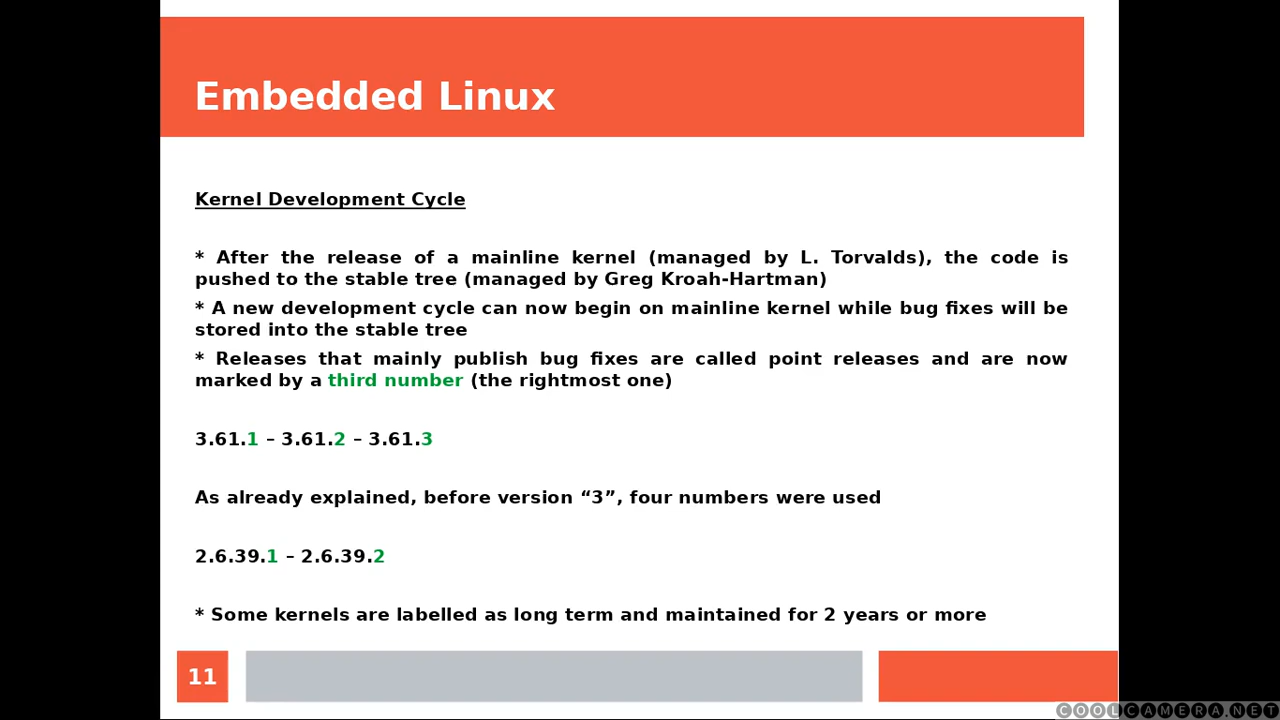 Embedded Linux
Kernel Development Cycle
* After the release of a mainline kernel (managed by L. Torvalds), the code is
pushed to the stable tree (managed by Greg Kroah-Hartman)
* A new development cycle can now begin on mainline kernel while bug fixes will be
stored into the stable tree
* Releases that mainly publish bug fixes are called point releases and are now
marked by a third number (the rightmost one)
3.61.1 – 3.61.2 – 3.61.3
As already explained, before version “3”, four numbers were used
2.6.39.1 – 2.6.39.2
* Some kernels are labelled as long term and maintained for 2 years or more
11
COOLCAMERA.NET